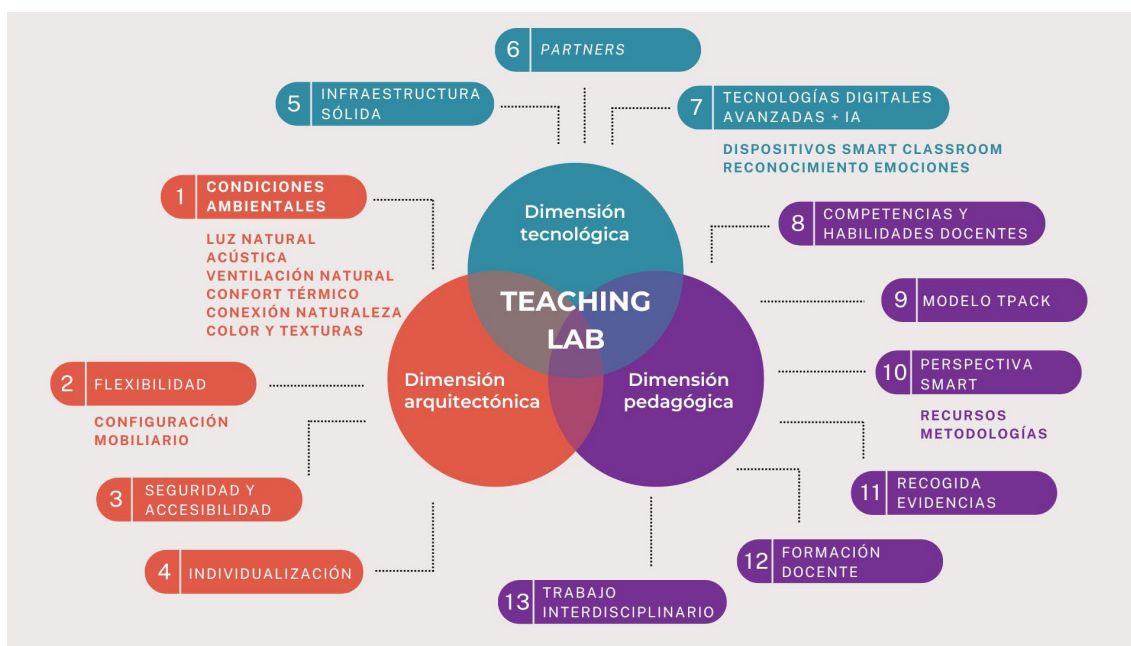 6 PARTNERS
5 INFRAESTRUCTURA
SÓLIDA
7 TECNOLOGÍAS DIGITALES
AVANZADAS + IA
DISPOSITIVOS SMART CLASSROOM
RECONOCIMIENTO EMOCIONES
1 CONDICIONES
AMBIENTALES
LUZ NATURAL
ACÚSTICA
VENTILACIÓN NATURAL
CONFORT TÉRMICO
CONEXIÓN NATURALEZA
COLOR Y TEXTURAS
Dimensión
tecnológica
8 COMPETENCIAS Y
HABILIDADES DOCENTES
TEACHING
LAB
9 MODELO TPACK
2 FLEXIBILIDAD
CONFIGURACIÓN
MOBILIARIO
Dimensión
arquitectónica
Dimensión
pedagógica
10 PERSPECTIVA
SMART
RECURSOS
METODOLOGÍAS
3 SEGURIDAD Y
ACCESIBILIDAD
11 RECOGIDA
EVIDENCIAS
4 INDIVIDUALIZACIÓN
12 FORMACIÓN
DOCENTE
13 TRABAJO
INTERDISCIPLINARIO